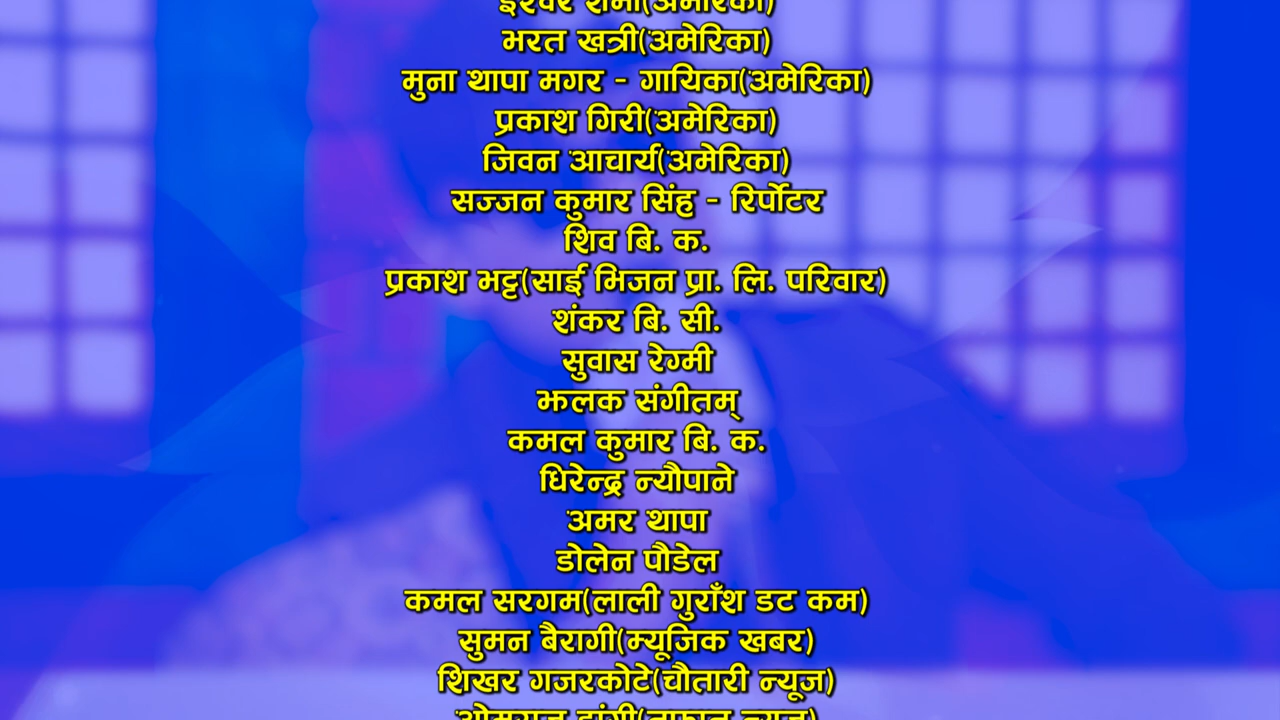 भरत खत्री(अमेरिका)
मुना थापा मगर - गायिका(अमेरिका)
प्रकाश गिरी(अमेरिका)
जिवन आचार्य(अमेरिका)
सज्जन कुमार सिंह - रिर्पोटर
शिव बि. क.
प्रकाश भट्ट(साई भिजन प्रा. लि. परिवार)
शंकर बि. सी.
सुवास रेग्मी
झलक संगीतम्
कमल कुमार बि. क.
धिरेन्द्र न्यौपाने
अमर थापा
डोलेन पौडेल
कमल सरगम(लाली गुराँश डट कम)
सुमन बैरागी(म्यूजिक खबर)
शिखर गजरकोटे(चौतारी न्यूज)